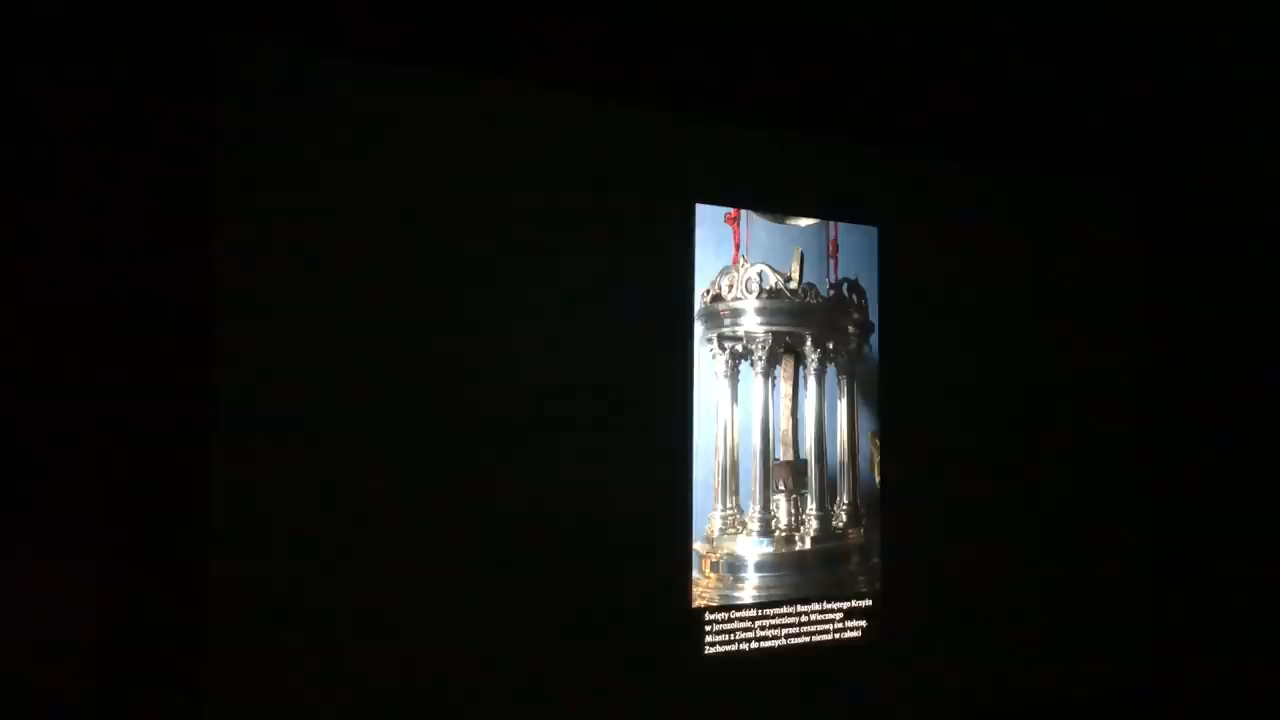 Święty Gwóźdź z rzymskiej Bazyliki Świętego Krzyża
w Jerozolimie, przywieziony do Wiecznego
Miasta z Ziemi Świętej przez cesarzową św. Helenę.
Zachował się do naszych czasów niemal w całości